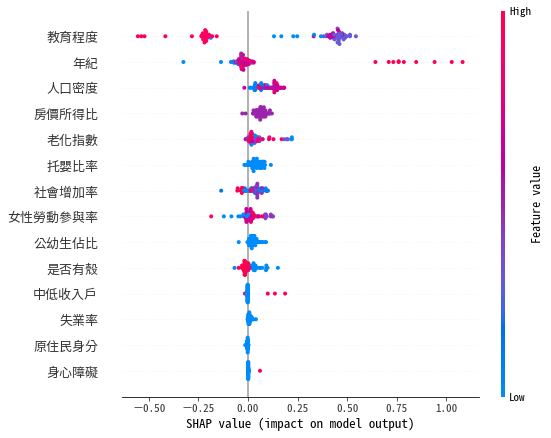 High
教育程度
年紀
人口密度
房價所得比
老化指數
托嬰比率
社會增加率
女性勞動參與率
公幼生佔比
是否有殼
中低收入戶
失業率
原住民身分
身心障礙
Feature value
Low
−0.50 −0.25 0.00 0.25 0.50 0.75 1.00
SHAP value (impact on model output)